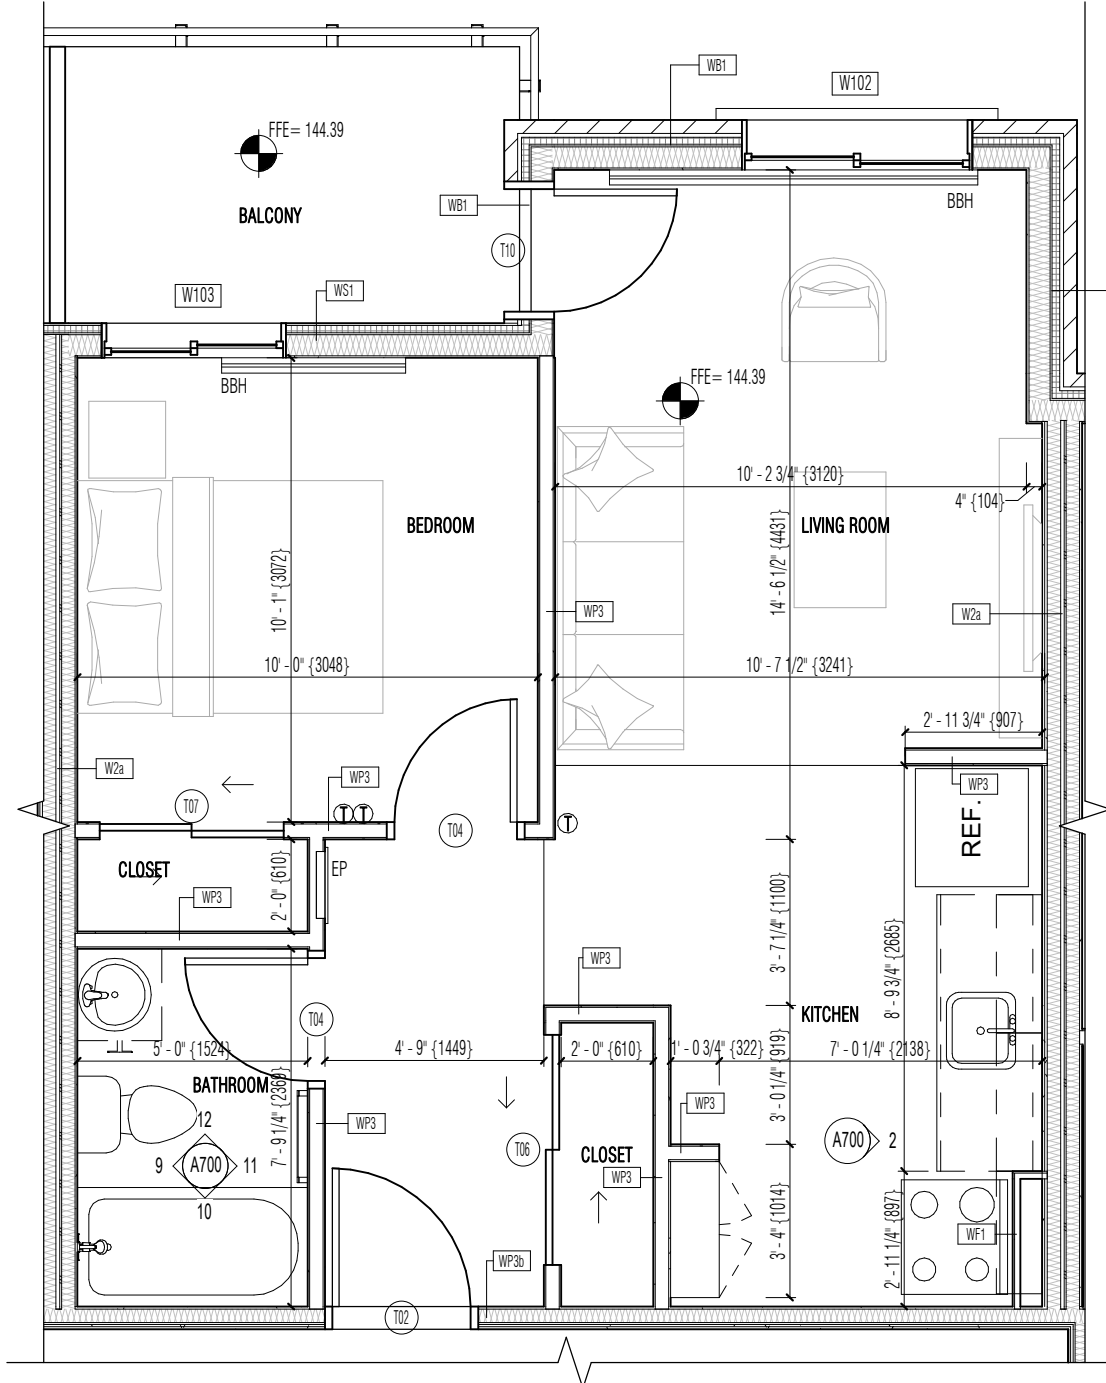 WB1
W102
FFE= 144.39
BALCONY
WB1
BBH
T10
W103
WS1
BBH
FFE= 144.39
10' - 2 3/4" {3120}
4" {104}
BEDROOM
LIVING ROOM
14' - 6 1/2" {4431}
10' - 1" {3072}
WP3
W2a
10' - 0" {3048}
10' - 7 1/2" {3241}
2' - 11 3/4" {907}
W2a
WP3
WP3
T07
T
T
T04
T
REF.
CLOSET
EP
2' - 0" {610}
WP3
3' - 7 1/4" {1100}
8' - 9 3/4" {2685}
WP3
T04
KITCHEN
5' - 0" {1524}
4' - 9" {1449}
2' - 0" {610}
1' - 0 3/4" {322}
7' - 0 1/4" {2138}
3' - 0 1/4" {919}
BATHROOM
7' - 9 1/4" {2369}
WP3
WP3
12
9
A700
11
10
T06
CLOSET
WP3
A700
2
3' - 4" {1014}
2' - 11 1/4" {897}
WF1
WP3b
T02